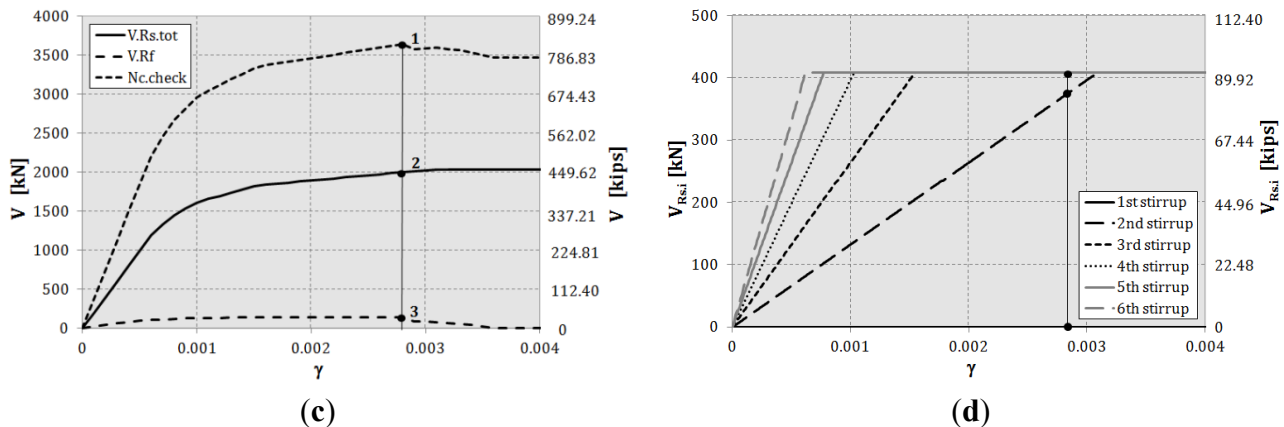 4000
3500
3000
2500
2000
1500
1000
500
0
V [kN]
V.Rs.tot
V.Rf
Nc.check
1
2
3
899.24
786.83
674.43
562.02
449.62
337.21
224.81
112.40
0
V [kips]
0
0.001
0.002
0.003
0.004
γ
(c)
500
400
300
200
100
0
V_Rs.i [kN]
1st stirrup
2nd stirrup
3rd stirrup
4th stirrup
5th stirrup
6th stirrup
112.40
89.92
67.44
44.96
22.48
0
V_Rs.i [kips]
0
0.001
0.002
0.003
0.004
γ
(d)